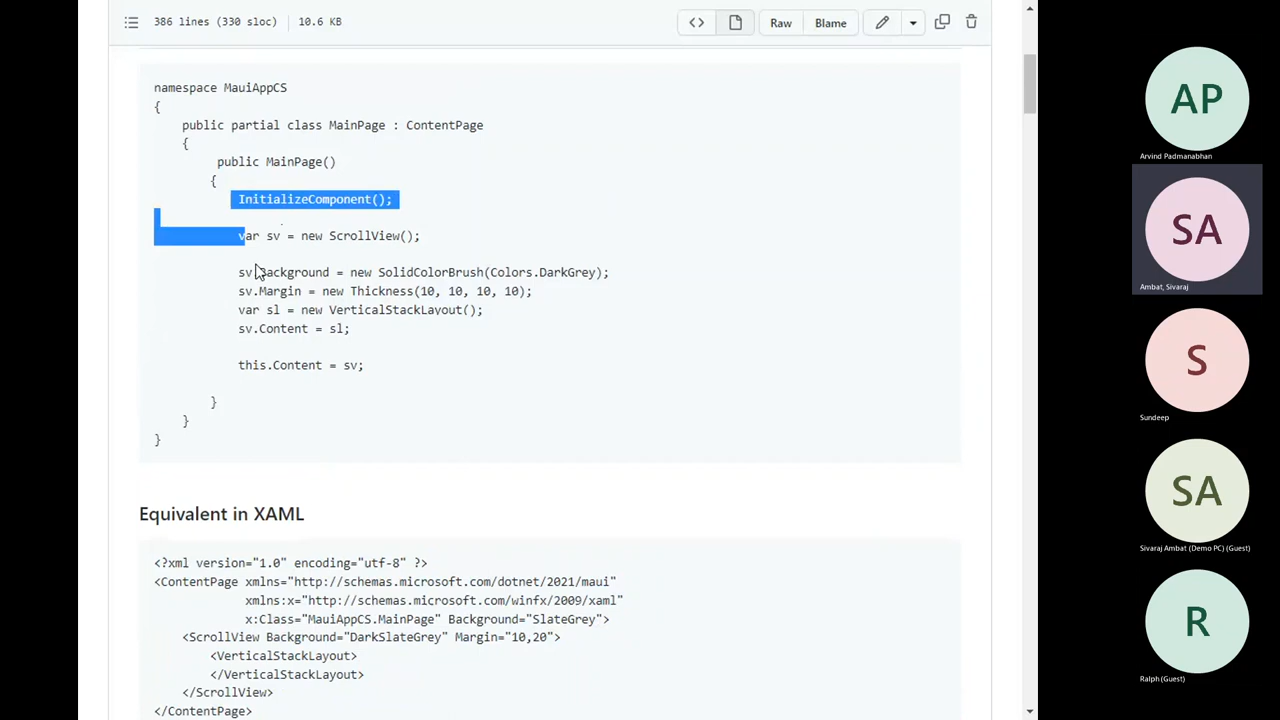 386 lines (330 sloc) 10.6 KB
Raw Blame
namespace MauiAppCS
{
public partial class MainPage : ContentPage
{
public MainPage()
{
InitializeComponent();
var sv = new ScrollView();
sv.Background = new SolidColorBrush(Colors.DarkGrey);
sv.Margin = new Thickness(10, 10, 10, 10);
var sl = new VerticalStackLayout();
sv.Content = sl;
this.Content = sv;
}
}
}
Equivalent in XAML
<?xml version="1.0" encoding="utf-8" ?>
<ContentPage xmlns="http://schemas.microsoft.com/dotnet/2021/maui"
xmlns:x="http://schemas.microsoft.com/winfx/2009/xaml"
x:Class="MauiAppCS.MainPage" Background="SlateGrey">
<ScrollView Background="DarkSlateGrey" Margin="10,20">
<VerticalStackLayout>
</VerticalStackLayout>
</ScrollView>
</ContentPage>
AP
Arvind Padmanabhan
SA
Ambat, Sivaraj
S
Sundeep
SA
Sivaraj Ambat (Demo PC) (Guest)
R
Ralph (Guest)